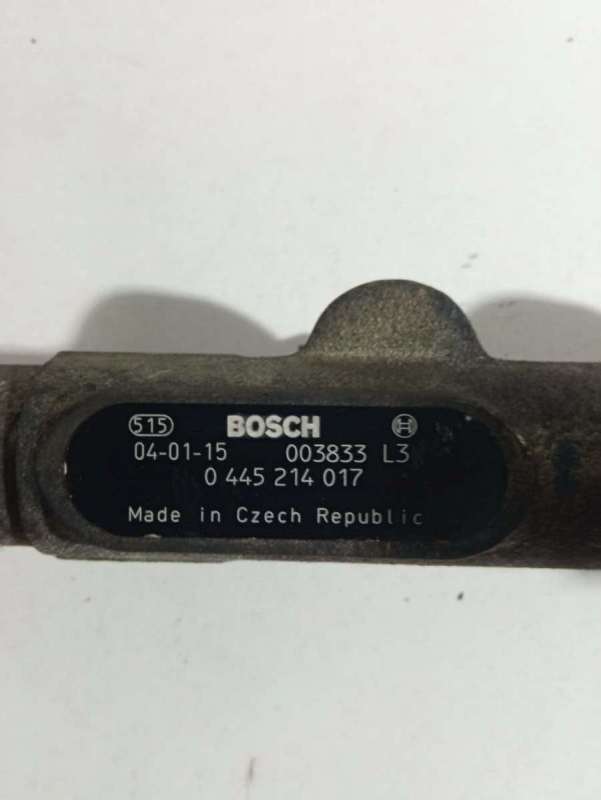 515 BOSCH
04-01-15 003833 L3
0 445 214 017
Made in Czech Republic